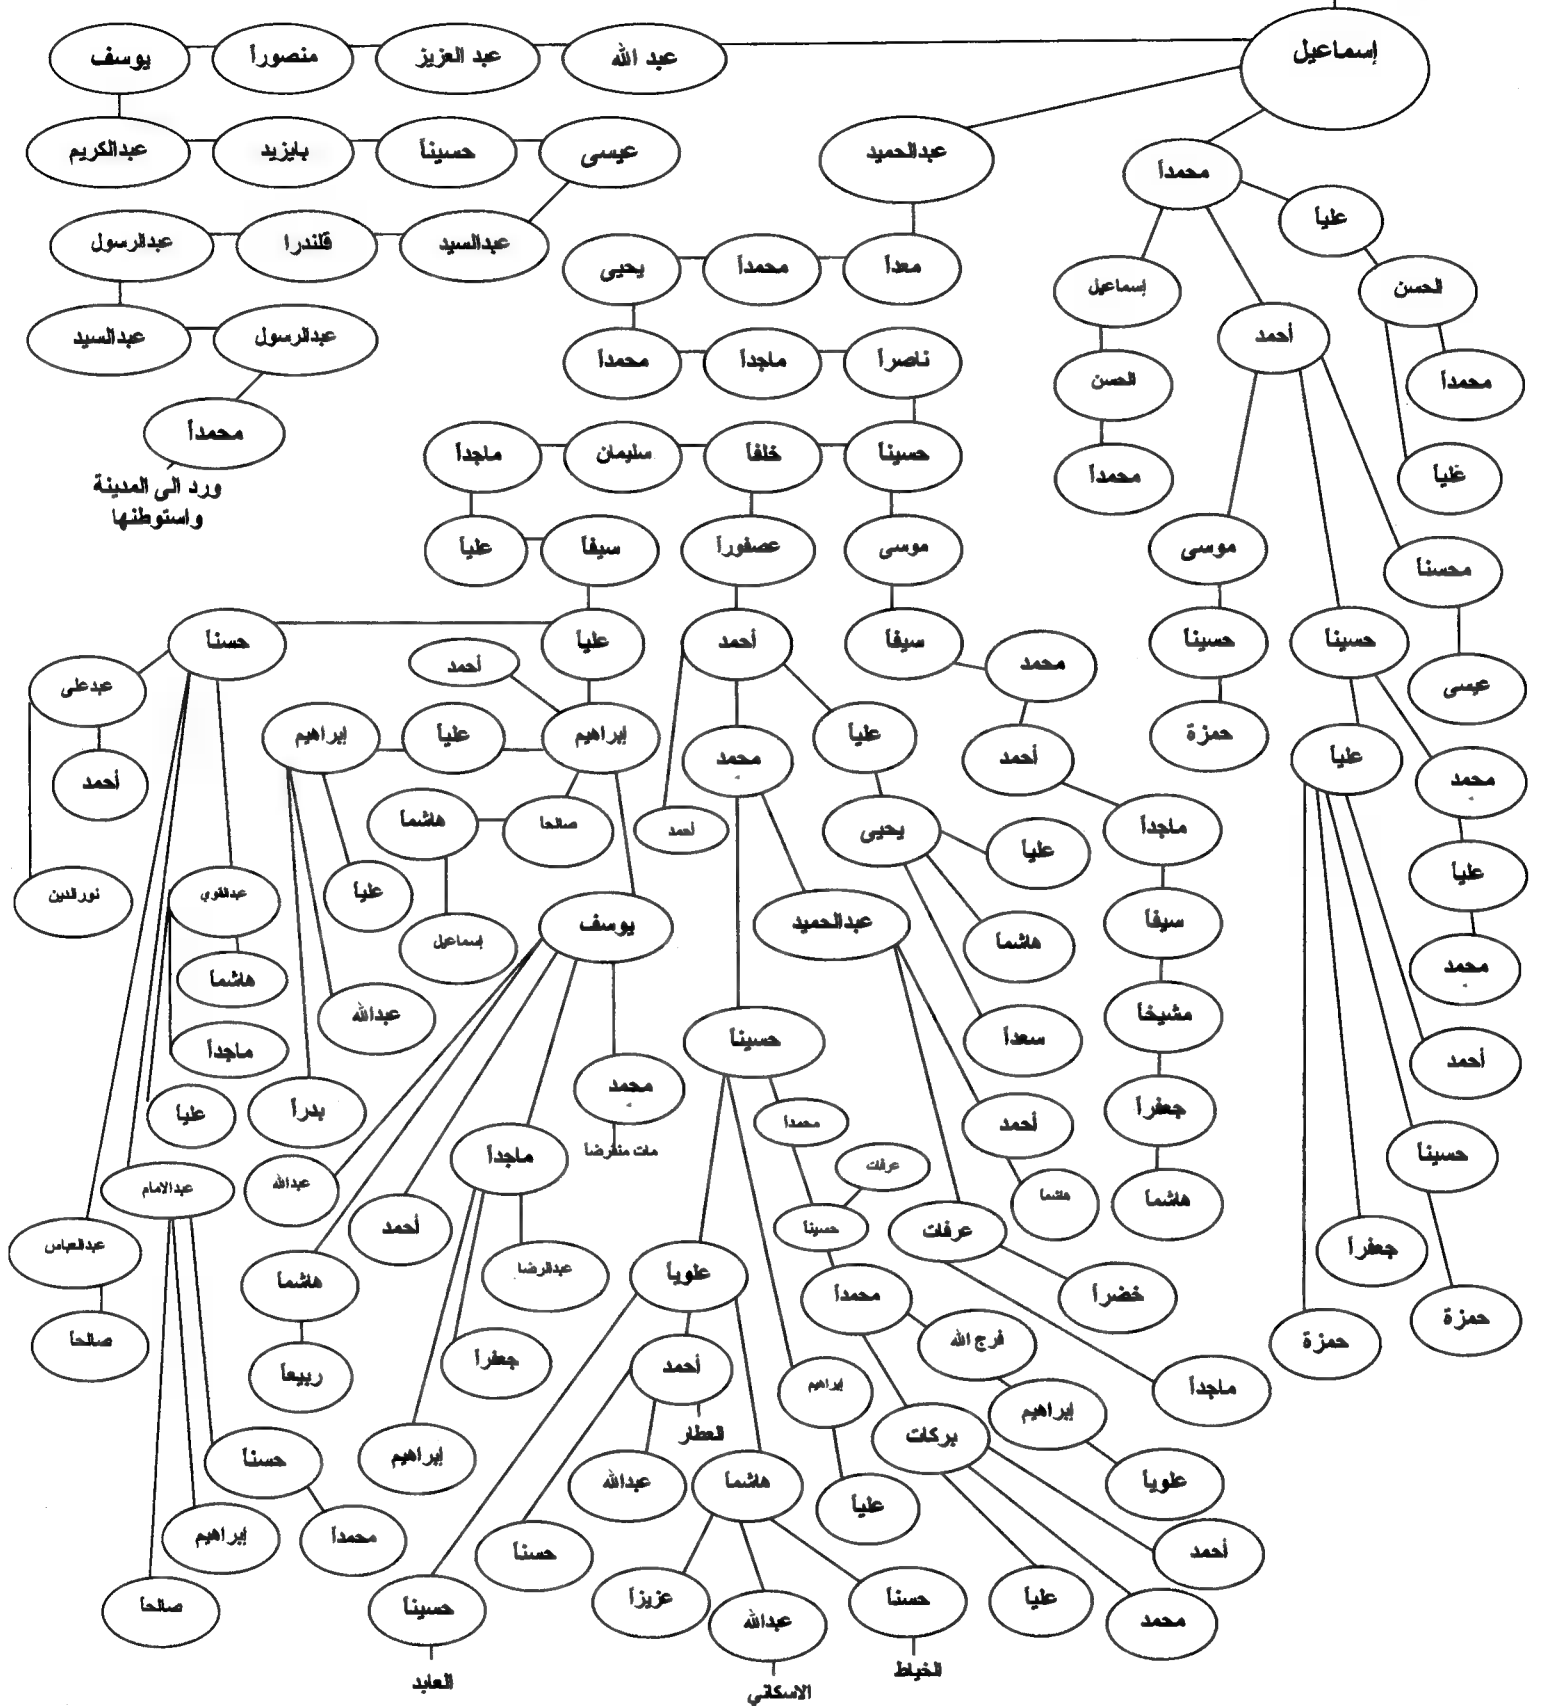 إسماعيل
عبد الله
عبد العزيز
منصوراً
يوسف
عبدالكريم
بايزيد
حسيناً
عيسى
عبدالسيد
قلندرا
عبدالرسول
عبدالسيد
عبدالرسول
محمداً
ورد الى المدينة
واستوطنها
عبدالحميد
معداً
محمداً
يحيى
محمداً
ماجداً
ناصراً
حسيناً
خلفاً
سليمان
ماجداً
علياً
سيفاً
عصفوراً
موسى
محمداً
علياً
إسماعيل
الحسن
أحمد
الحسن
محمداً
محمداً
علياً
موسى
محسناً
حسيناً
حسيناً
عيسى
حمزة
علياً
محمد
علياً
محمد
أحمد
حسيناً
جعفراً
حمزة
حمزة
سيفاً
محمد
أحمد
ماجداً
سيفاً
مشيخاً
جعفراً
هاشماً
أحمد
علياً
محمد
أحمد
يحيى
علياً
هاشماً
سعداً
عبدالحميد
أحمد
هاشماً
عرفات
خضراً
ماجداً
حسيناً
محمداً
عرفات
حسيناً
محمداً
فرج الله
إبراهيم
علوياً
بركات
أحمد
محمد
علياً
إبراهيم
علياً
علوياً
أحمد
العطار
عبدالله
حسناً
هاشماً
عزيزاً
عبدالله
الاسكاني
حسناً
الخياط
حسيناً
العابد
علياً
حسناً
أحمد
إبراهيم
علياً
إبراهيم
صالحا
هاشماً
إسماعيل
علياً
عبدالله
بدراً
يوسف
محمد
مات منقرضاً
ماجداً
عبدالرضا
جعفراً
إبراهيم
أحمد
عبدالله
هاشماً
ربيعاً
عبدعلى
أحمد
نورالدين
عبدالقوي
هاشماً
ماجداً
علياً
عبدالامام
عبدالعباس
صالحاً
حسناً
محمداً
إبراهيم
صالحاً